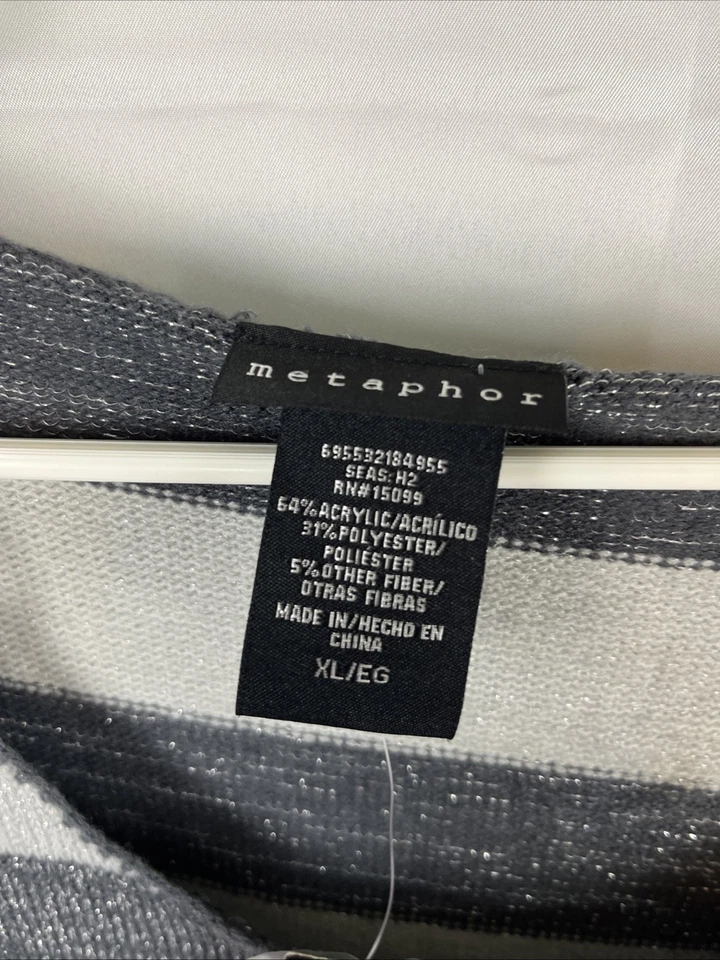 metaphor
695532184955
SEAS: H2
RN#15099
64%ACRYLIC/ACRÍLICO
31%POLYESTER/
POLIÉSTER
5%OTHER FIBER/
OTRAS FIBRAS
MADE IN/HECHO EN
CHINA
XL/EG